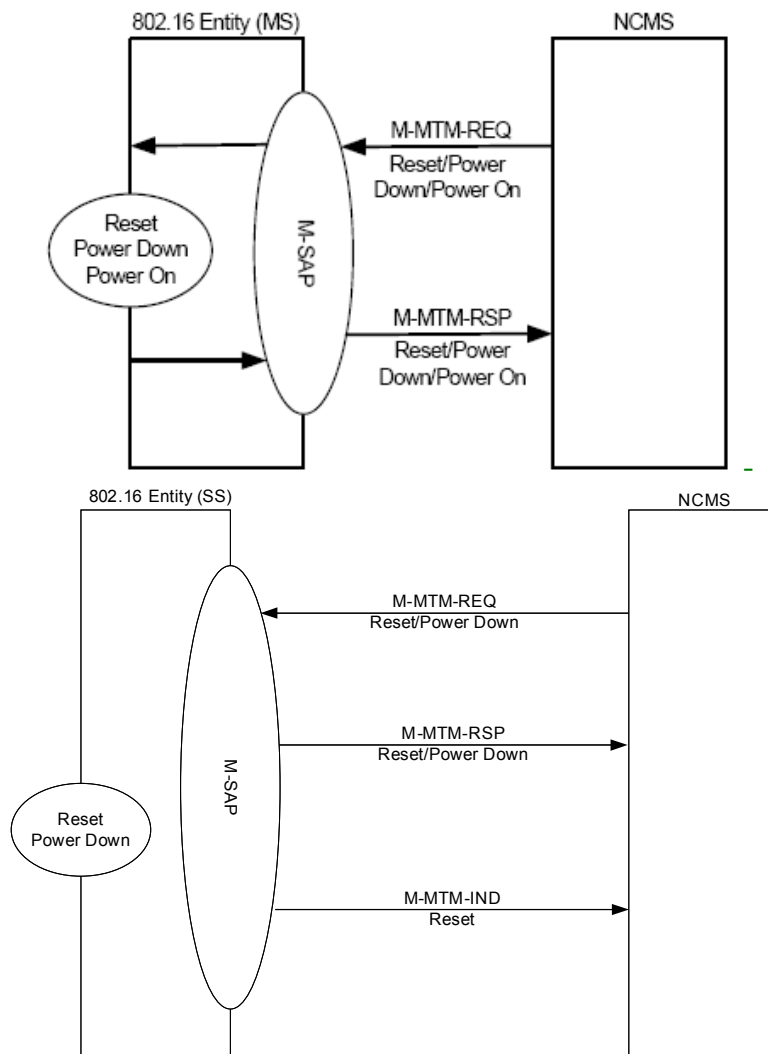 802.16 Entity (MS)
NCMS
M-MTM-REQ
Reset/Power
Down/Power On
Reset
Power Down
Power On
M-SAP
M-MTM-RSP
Reset/Power
Down/Power On
802.16 Entity (SS)
NCMS
M-MTM-REQ
Reset/Power Down
M-MTM-RSP
Reset/Power Down
M-SAP
Reset
Power Down
M-MTM-IND
Reset